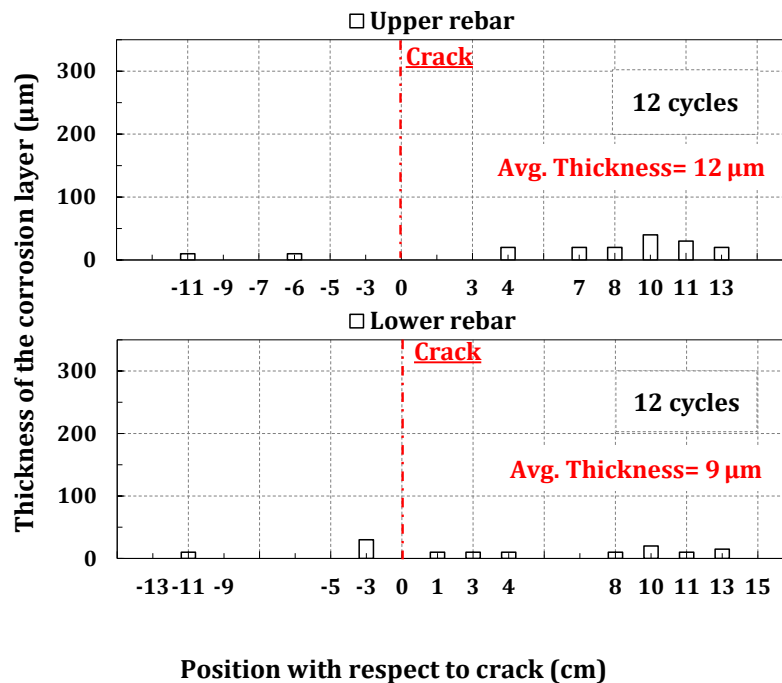 Upper rebar
Crack
300
200
100
0
12 cycles
Avg. Thickness= 12 µm
-11 -9 -7 -6 -5 -3 0 3 4 7 8 10 11 13
Thickness of the corrosion layer (µm)
Lower rebar
Crack
300
200
100
0
12 cycles
Avg. Thickness= 9 µm
-13 -11 -9 -5 -3 0 1 3 4 8 10 11 13 15
Position with respect to crack (cm)